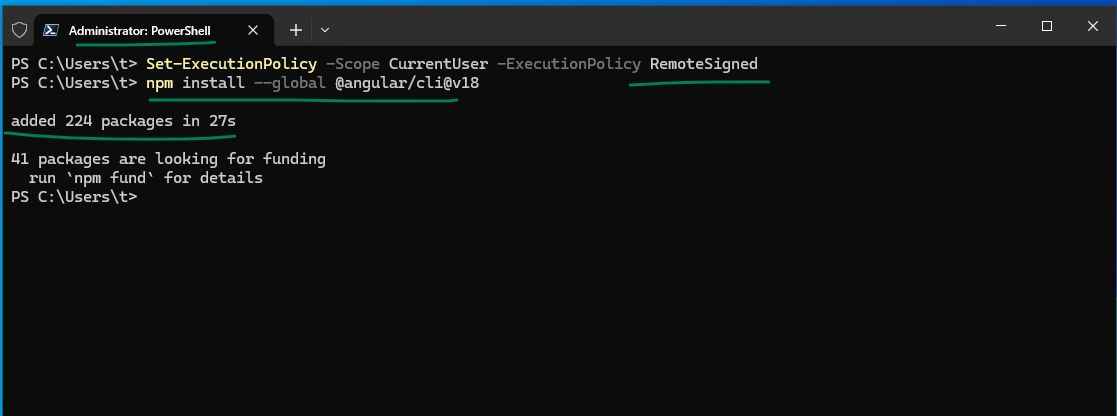 Administrator: PowerShell
PS C:\Users\t> Set-ExecutionPolicy -Scope CurrentUser -ExecutionPolicy RemoteSigned
PS C:\Users\t> npm install --global @angular/cli@v18
added 224 packages in 27s
41 packages are looking for funding
  run `npm fund` for details
PS C:\Users\t>